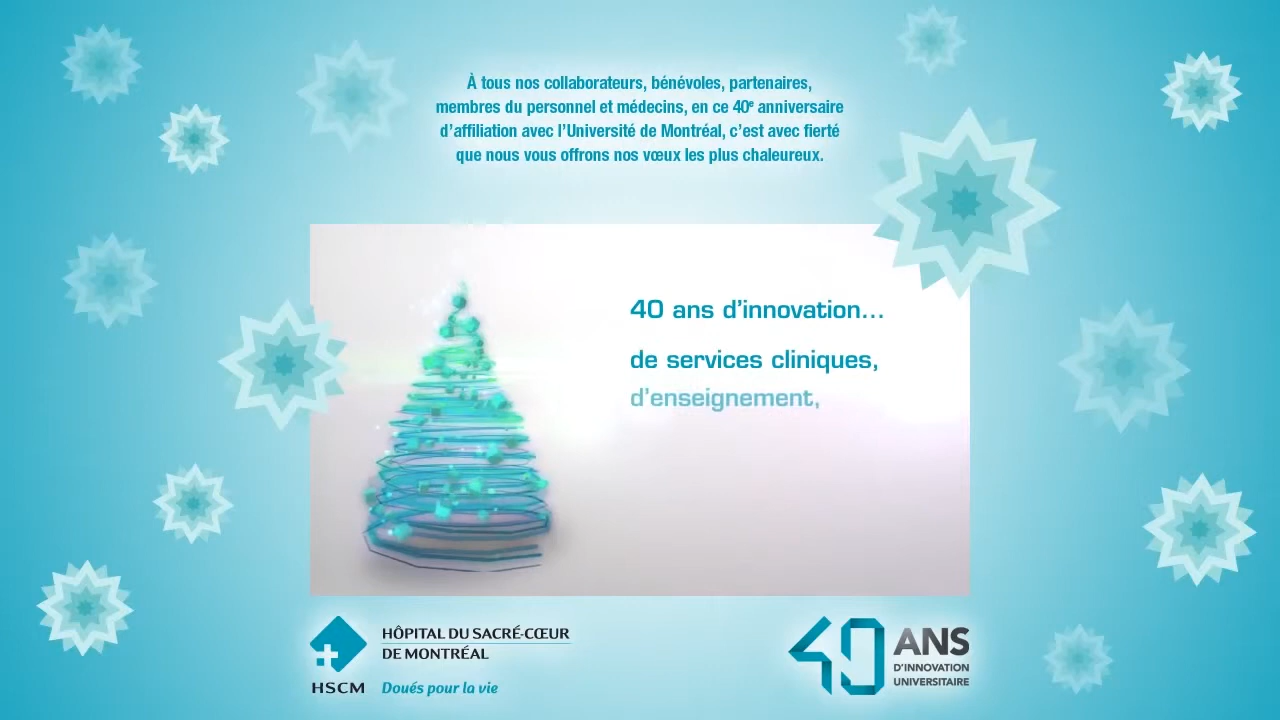 À tous nos collaborateurs, bénévoles, partenaires,
membres du personnel et médecins, en ce 40e anniversaire
d’affiliation avec l’Université de Montréal, c’est avec fierté
que nous vous offrons nos vœux les plus chaleureux.
40 ans d’innovation...
de services cliniques,
d’enseignement,
HÔPITAL DU SACRÉ-CŒUR
DE MONTRÉAL
HSCM Doués pour la vie
40 ANS
D’INNOVATION
UNIVERSITAIRE